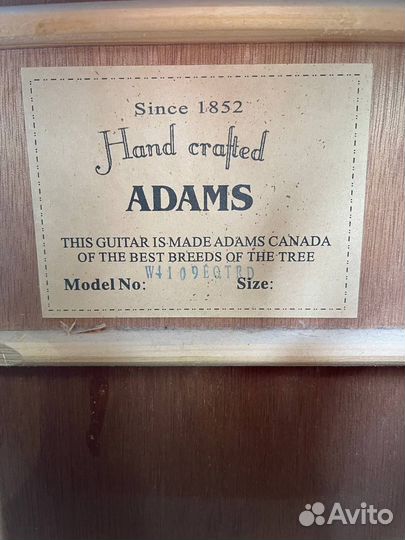 Since 1852
Hand crafted
ADAMS
THIS GUITAR IS MADE ADAMS CANADA
OF THE BEST BREEDS OF THE TREE
W4109EQTRD
Model No: Size:
Avito